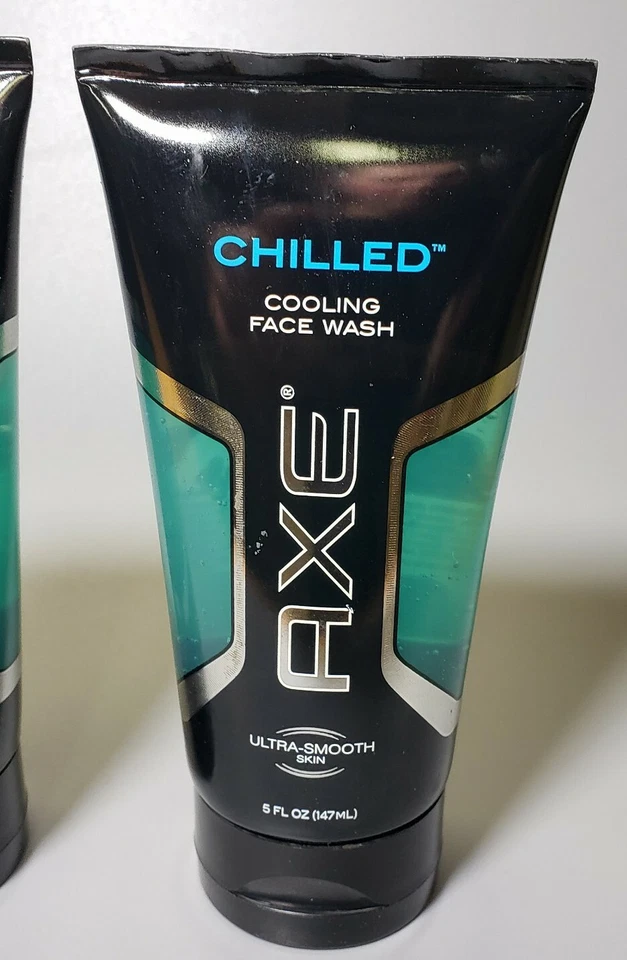 CHILLED™
COOLING
FACE WASH
AXE®
ULTRA-SMOOTH
SKIN
5 FL OZ (147ML)